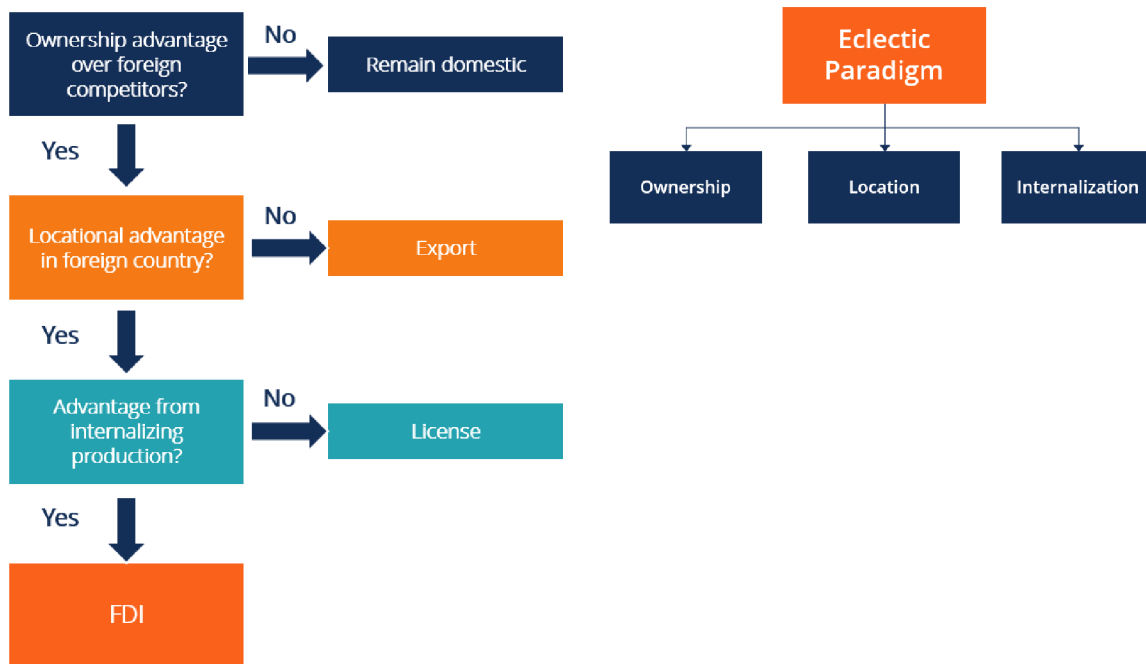 Ownership advantage
over foreign
competitors?
No
Remain domestic
Yes
Locational advantage
in foreign country?
No
Export
Yes
Advantage from
internalizing
production?
No
License
Yes
FDI
Eclectic
Paradigm
Ownership
Location
Internalization